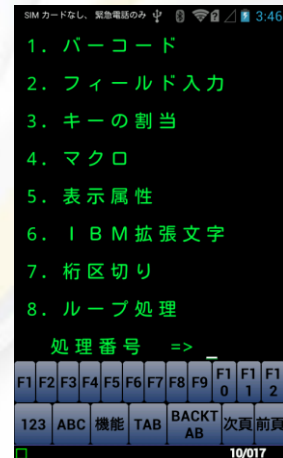 SIM カードなし、 緊急電話のみ 3:46
1. バーコード
2. フィールド入力
3. キーの割当
4. マクロ
5. 表示属性
6. IBM拡張文字
7. 桁区切り
8. ループ処理
処理番号 => _
F1 F2 F3 F4 F5 F6 F7 F8 F9 F10 F11 F12
123 ABC 機能 TAB BACKTAB 次頁 前頁
10/017